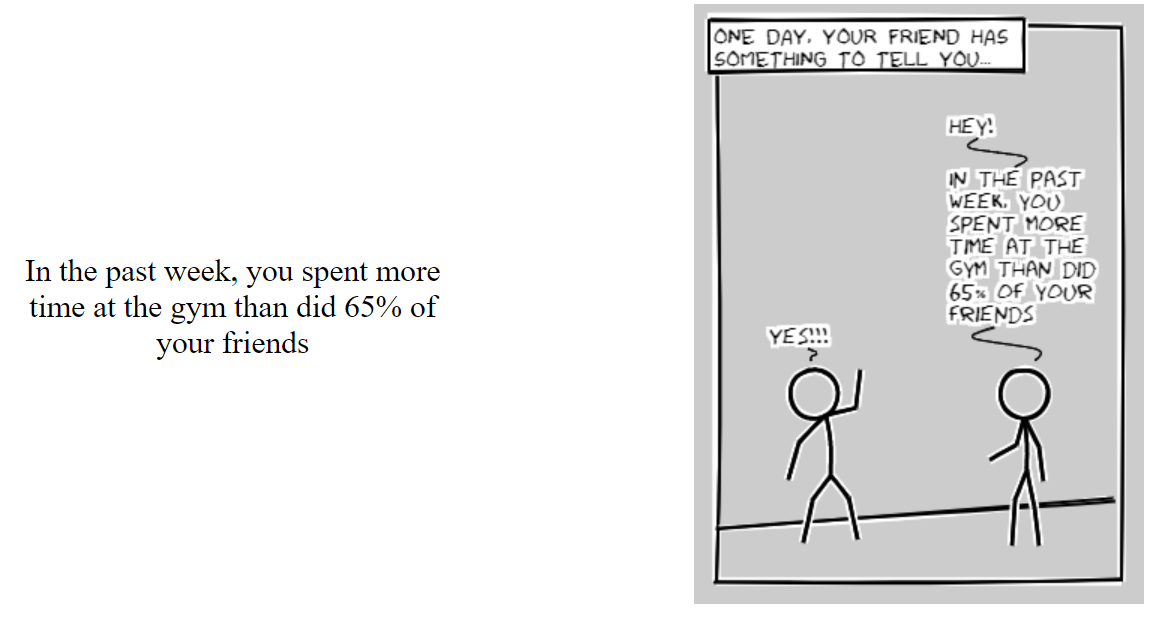 In the past week, you spent more
time at the gym than did 65% of
your friends
ONE DAY, YOUR FRIEND HAS
SOMETHING TO TELL YOU...
HEY!
IN THE PAST
WEEK, YOU
SPENT MORE
TIME AT THE
GYM THAN DID
65% OF YOUR
FRIENDS
YES!!!